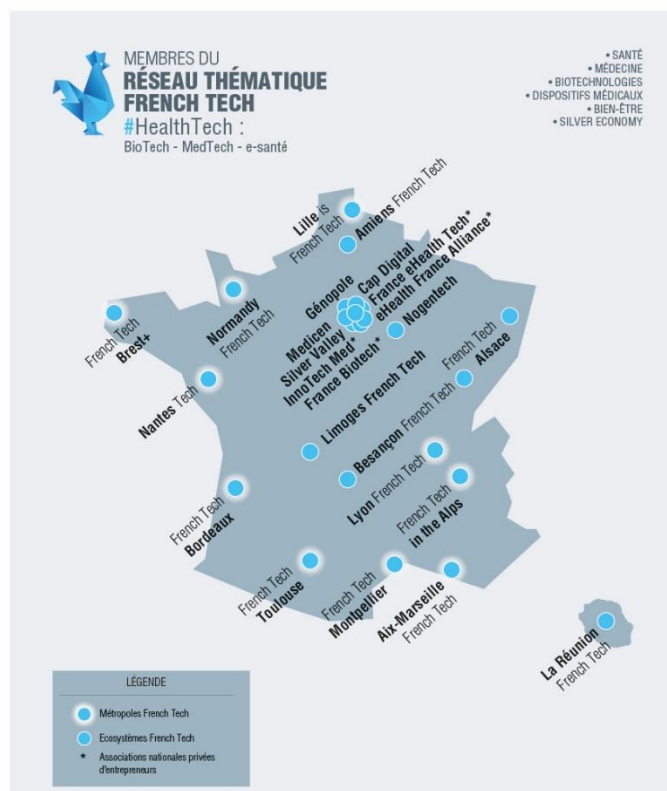 MEMBRES DU
RÉSEAU THÉMATIQUE
FRENCH TECH
#HealthTech :
BioTech - MedTech - e-santé
• SANTÉ
• MÉDECINE
• BIOTECHNOLOGIES
• DISPOSITIFS MÉDICAUX
• BIEN-ÊTRE
• SILVER ECONOMY
Lille is
French Tech
Amiens French Tech
Génopole
Cap Digital
France eHealth Tech*
eHealth France Alliance*
Nogentech
Medicen
Silver Valley
InnoTech Med*
France Biotech*
Normandy
French Tech
French Tech
Brest+
Nantes Tech
French Tech
Alsace
Limoges French Tech
Besançon French Tech
Lyon French Tech
French Tech
in the Alps
French Tech
Bordeaux
French Tech
Toulouse
French Tech
Montpellier
Aix-Marseille
French Tech
La Réunion
French Tech
LÉGENDE
Métropoles French Tech
Ecosystèmes French Tech
* Associations nationales privées
d'entrepreneurs